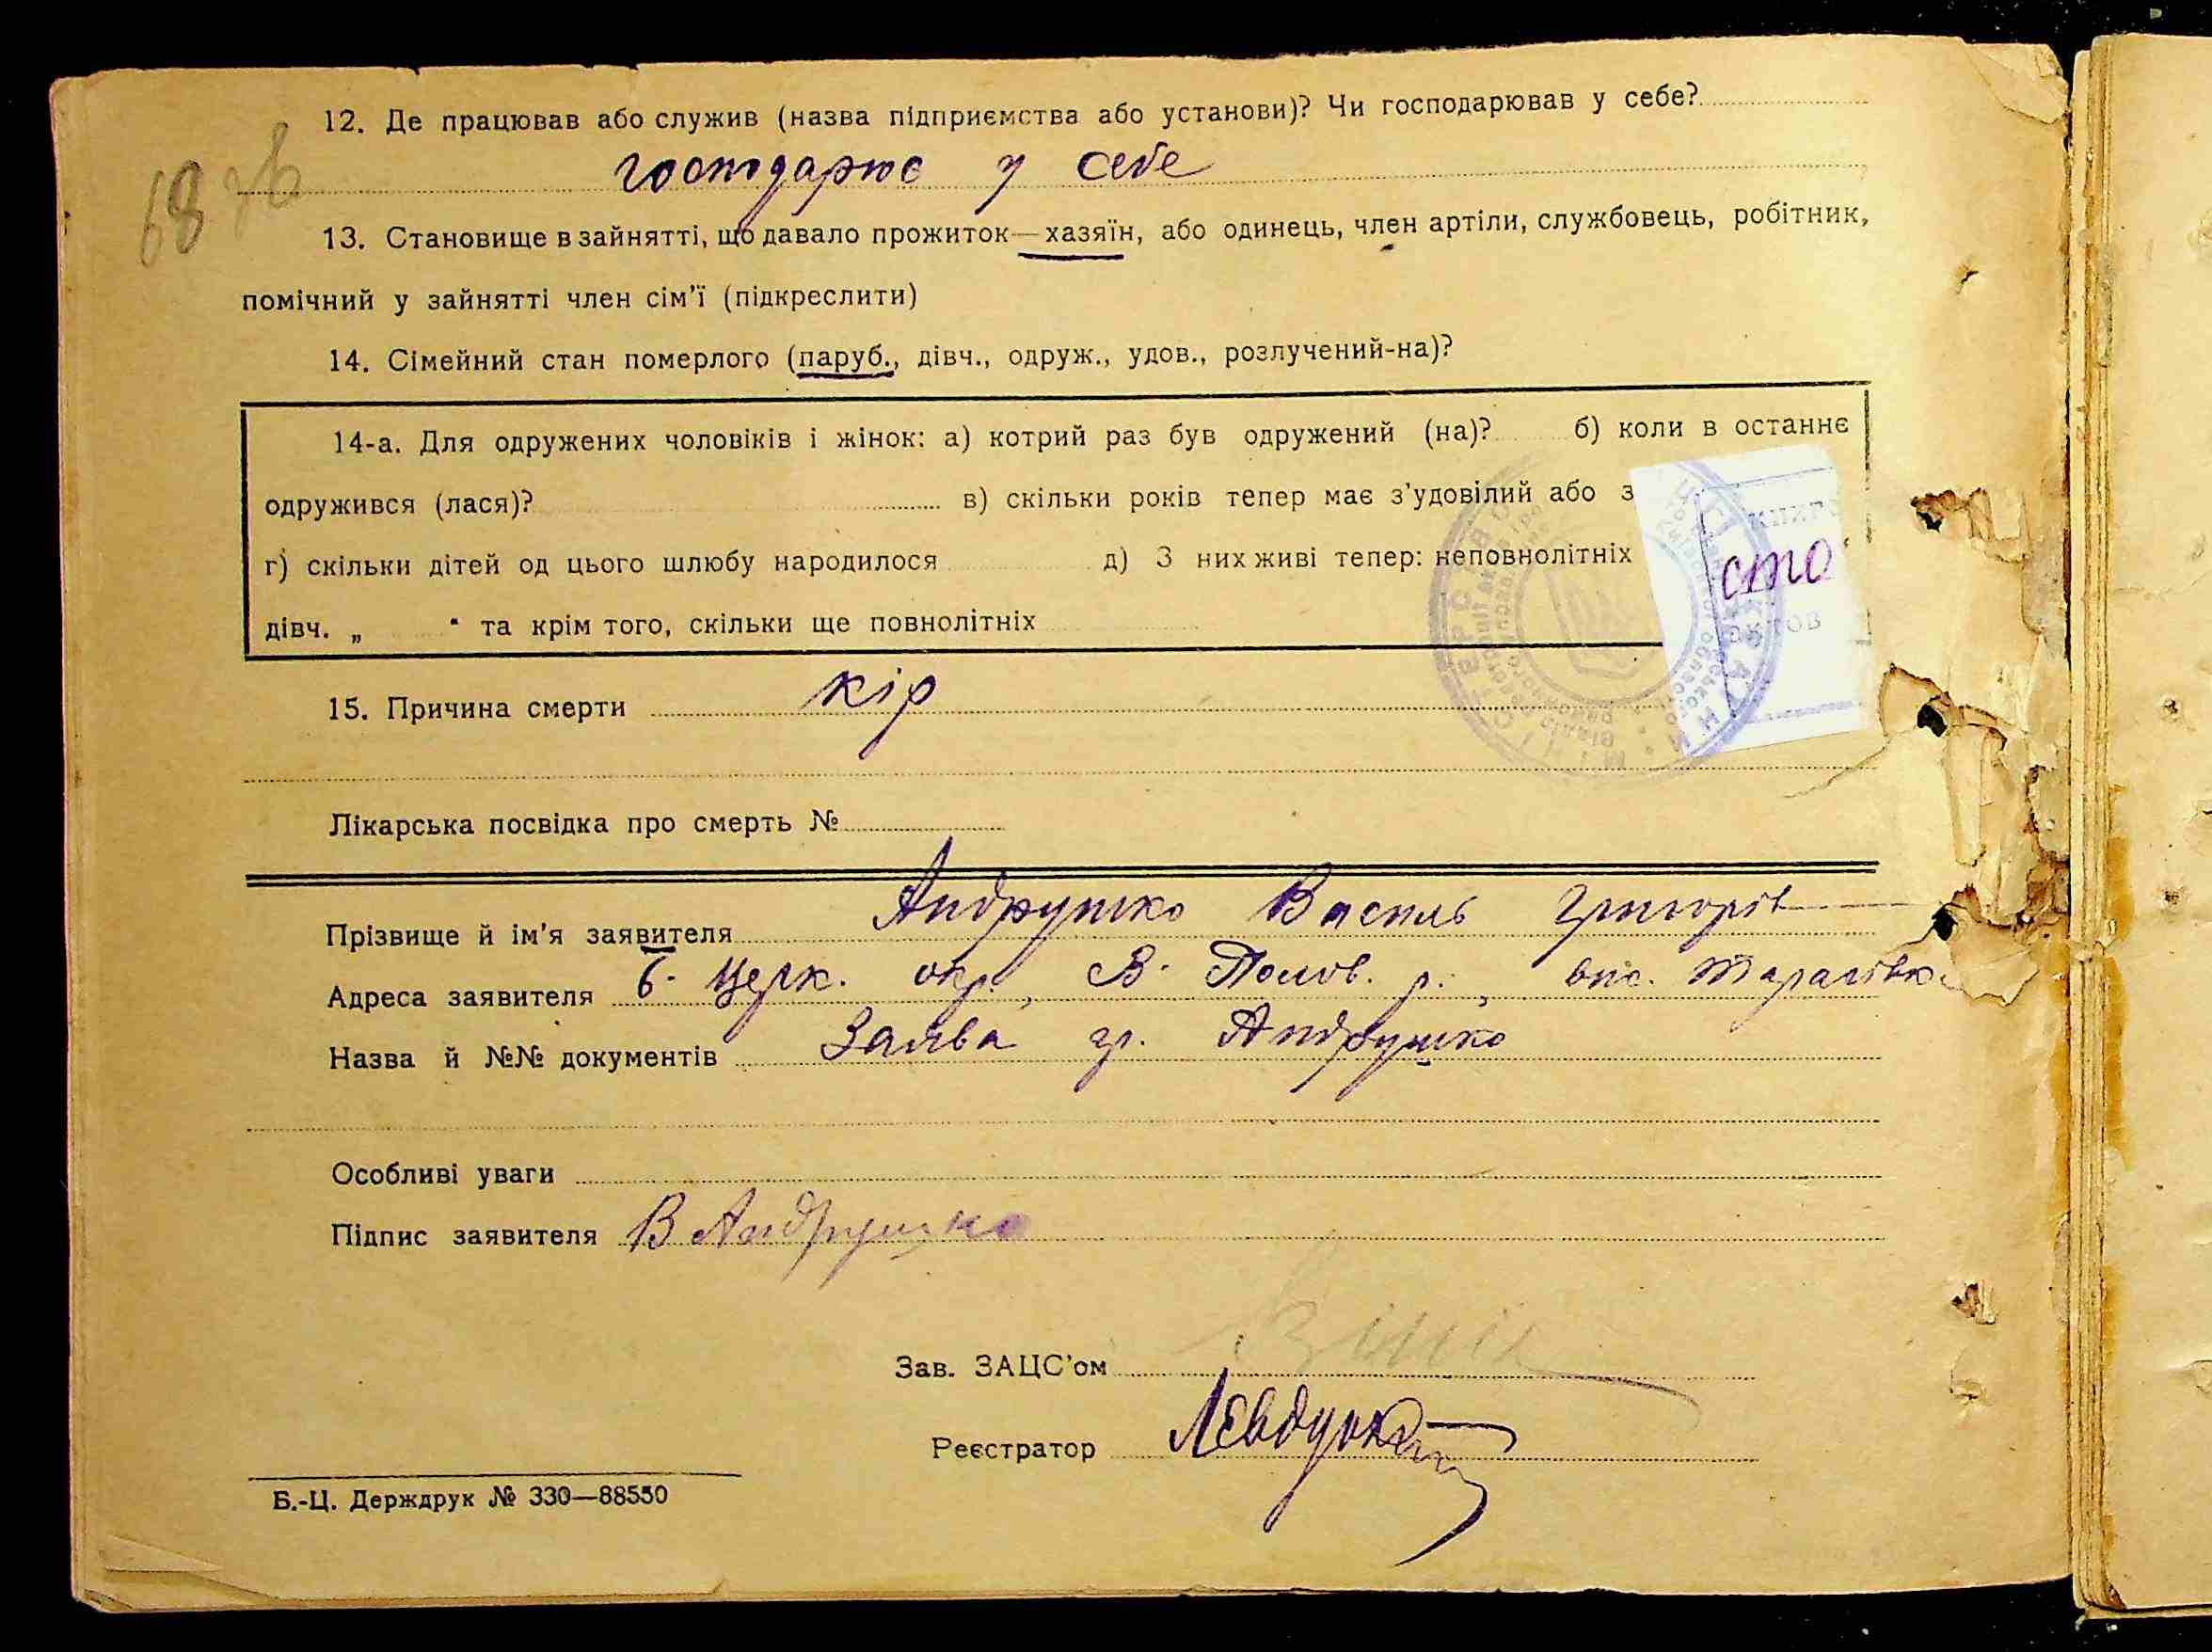 68 зв
12. Де працював або служив (назва підприємства або установи)? Чи господарював у себе?
господарює у себе
13. Становище в зайнятті, що давало прожиток—хазяїн, або одинець, член артіли, службовець, робітник,
помічний у зайнятті член сім'ї (підкреслити)
14. Сімейний стан померлого (паруб., дівч., одруж., удов., розлучений-на)?
14-а. Для одружених чоловіків і жінок: а) котрий раз був одружений (на)? б) коли в останнє
одружився (лася)? в) скільки років тепер має з'удовілий або з
г) скільки дітей од цього шлюбу народилося д) З них живі тепер: неповнолітніх
дівч. „ “ та крім того, скільки ще повнолітніх
сто
15. Причина смерти кір
Лікарська посвідка про смерть №
Прізвище й ім'я заявителя Андрушко Василь Григорів
Адреса заявителя Б. Церк. окр., В. Полов. р., опс. Тарасівка
Назва й №№ документів Заява гр. Андрушко
Особливі уваги
Підпис заявителя В Андрушко
Зав. ЗАЦС'ом
Реєстратор
Б.-Ц. Держдрук № 330—88550